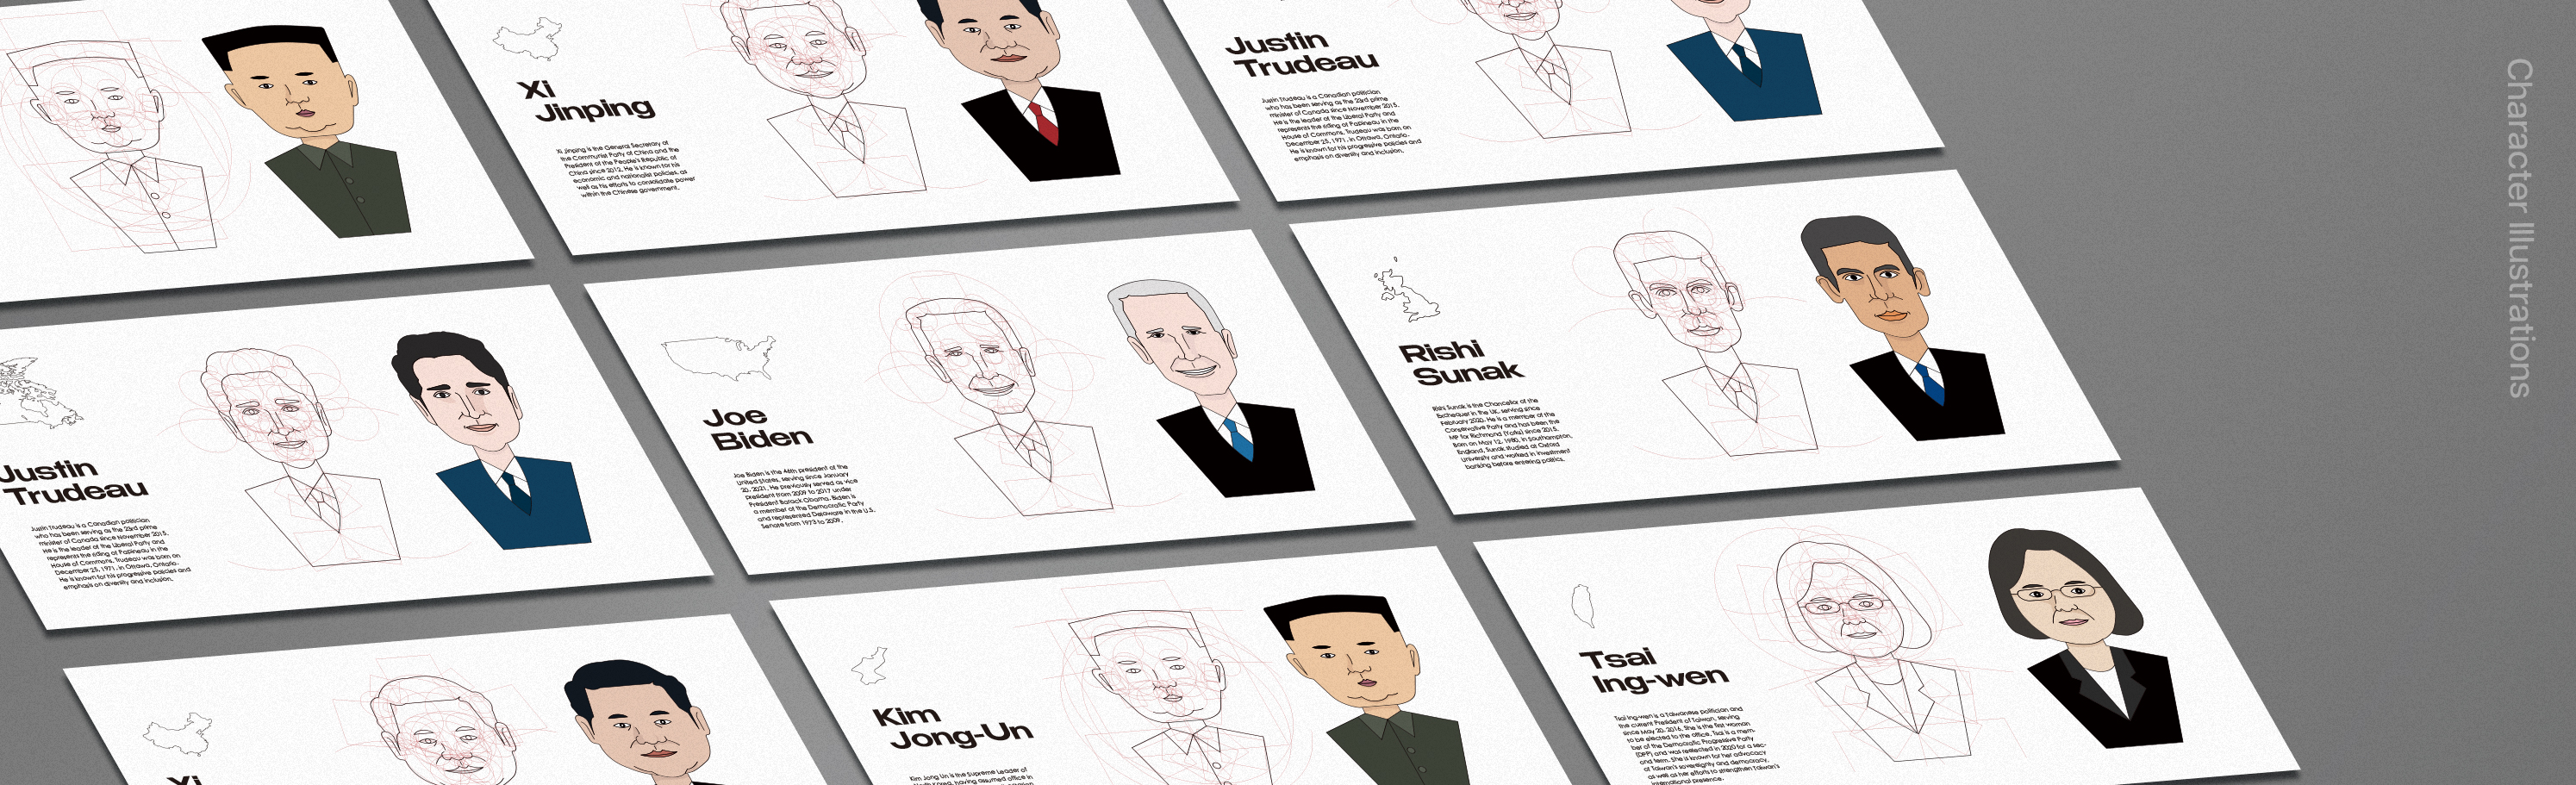 Xi
Jinping
Xi Jinping is the General Secretary of
the Communist Party of China and the
President of the People's Republic of
China since 2012. He is known for his
economic and nationalist policies, as
well as his efforts to consolidate power
within the Chinese government.
Justin
Trudeau
Justin Trudeau is a Canadian politician
who has been serving as the 23rd prime
minister of Canada since November 2015.
He is the leader of the Liberal Party and
represents the riding of Papineau in the
House of Commons. Trudeau was born on
December 25, 1971, in Ottawa, Ontario.
He is known for his progressive policies and
emphasis on diversity and inclusion.
Character Illustrations
Justin
Trudeau
Justin Trudeau is a Canadian politician
who has been serving as the 23rd prime
minister of Canada since November 2015.
He is the leader of the Liberal Party and
represents the riding of Papineau in the
House of Commons. Trudeau was born on
December 25, 1971, in Ottawa, Ontario.
He is known for his progressive policies and
emphasis on diversity and inclusion.
Joe
Biden
Joe Biden is the 46th president of the
United States, serving since January
20, 2021. He previously served as vice
president from 2009 to 2017 under
President Barack Obama. Biden is
a member of the Democratic Party
and represented Delaware in the U.S.
Senate from 1973 to 2009.
Rishi
Sunak
Rishi Sunak is the Chancellor of the
Exchequer in the UK, serving since
February 2020. He is a member of the
Conservative Party and has been the
MP for Richmond (Yorks) since 2015.
Born on May 12, 1980, in Southampton,
England, Sunak studied at Oxford
University and worked in investment
banking before entering politics.
Xi
Kim
Jong-Un
Kim Jong Un is the Supreme Leader of
North Korea, having assumed office in
Tsai
Ing-wen
Tsai Ing-wen is a Taiwanese politician and
the current President of Taiwan, serving
since May 20, 2016. She is the first woman
to be elected to the office. Tsai is a mem-
ber of the Democratic Progressive Party
(DPP) and was reelected in 2020 for a sec-
ond term. She is known for her advocacy
of Taiwan's sovereignty and democracy,
as well as her efforts to strengthen Taiwan's
international presence.